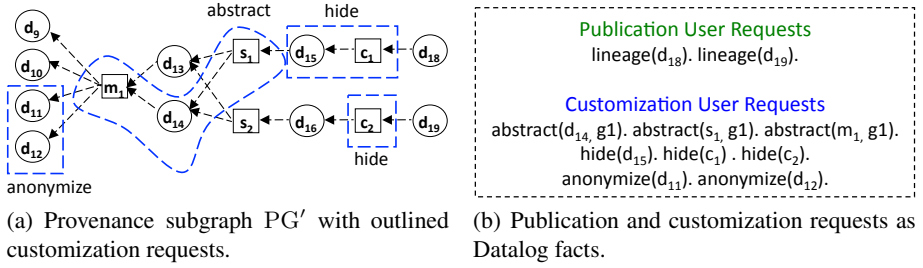 abstract
hide
d9
d10
d11
d12
m1
d13
d14
s1
s2
d15
c1
d18
d16
c2
d19
hide
anonymize
(a) Provenance subgraph PG′ with outlined
customization requests.
Publication User Requests
lineage(d18). lineage(d19).
Customization User Requests
abstract(d14, g1). abstract(s1, g1). abstract(m1, g1).
hide(d15). hide(c1) . hide(c2).
anonymize(d11). anonymize(d12).
(b) Publication and customization requests as
Datalog facts.